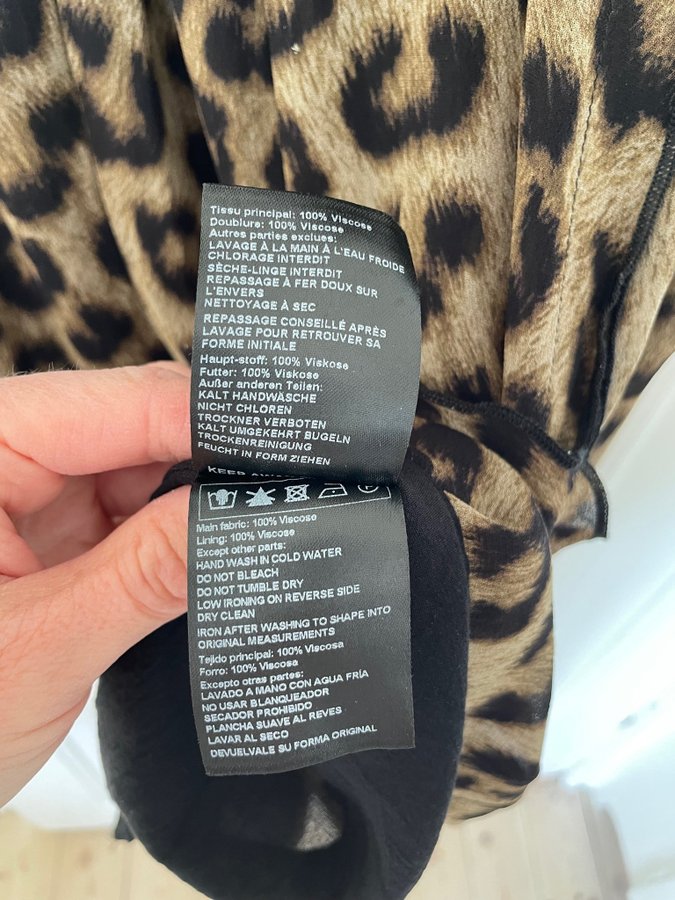 Tissu principal: 100% Viscose
Doublure: 100% Viscose
Autres parties exclues:
LAVAGE À LA MAIN À L'EAU FROIDE
CHLORAGE INTERDIT
SÈCHE-LINGE INTERDIT
REPASSAGE À FER DOUX SUR
L'ENVERS
NETTOYAGE À SEC
REPASSAGE CONSEILLÉ APRÈS
LAVAGE POUR RETROUVER SA
FORME INITIALE
Haupt-stoff: 100% Viskose
Futter: 100% Viskose
Außer anderen Teilen:
KALT HANDWÄSCHE
NICHT CHLOREN
TROCKNER VERBOTEN
KALT UMGEKEHRT BUGELN
TROCKENREINIGUNG
FEUCHT IN FORM ZIEHEN
KEEP
P
Main fabric: 100% Viscose
Lining: 100% Viscose
Except other parts:
HAND WASH IN COLD WATER
DO NOT BLEACH
DO NOT TUMBLE DRY
LOW IRONING ON REVERSE SIDE
DRY CLEAN
IRON AFTER WASHING TO SHAPE INTO
ORIGINAL MEASUREMENTS
Tejido principal: 100% Viscosa
Forro: 100% Viscosa
Excepto otras partes:
LAVADO A MANO CON AGUA FRÍA
NO USAR BLANQUEADOR
SECADOR PROHIBIDO
PLANCHA SUAVE AL REVES
LAVAR AL SECO
DEVUELVALE SU FORMA ORIGINAL